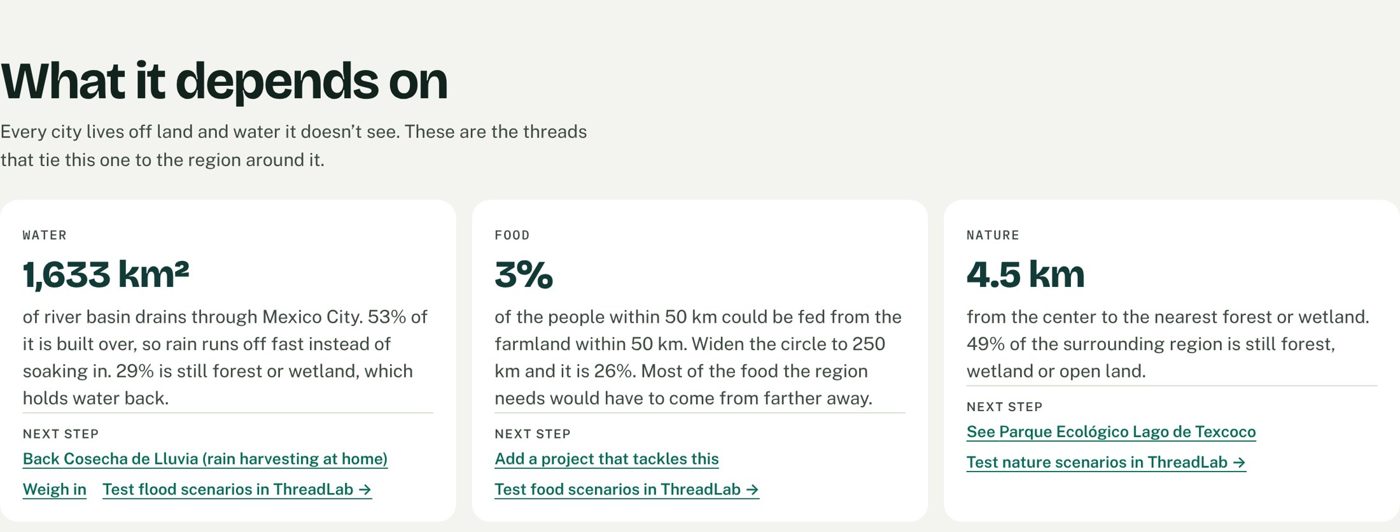 What it depends on
Every city lives off land and water it doesn’t see. These are the threads
that tie this one to the region around it.
WATER
1,633 km²
of river basin drains through Mexico City. 53% of
it is built over, so rain runs off fast instead of
soaking in. 29% is still forest or wetland, which
holds water back.
NEXT STEP
Back Cosecha de Lluvia (rain harvesting at home)
Weigh in Test flood scenarios in ThreadLab →
FOOD
3%
of the people within 50 km could be fed from the
farmland within 50 km. Widen the circle to 250
km and it is 26%. Most of the food the region
needs would have to come from farther away.
NEXT STEP
Add a project that tackles this
Test food scenarios in ThreadLab →
NATURE
4.5 km
from the center to the nearest forest or wetland.
49% of the surrounding region is still forest,
wetland or open land.
NEXT STEP
See Parque Ecológico Lago de Texcoco
Test nature scenarios in ThreadLab →